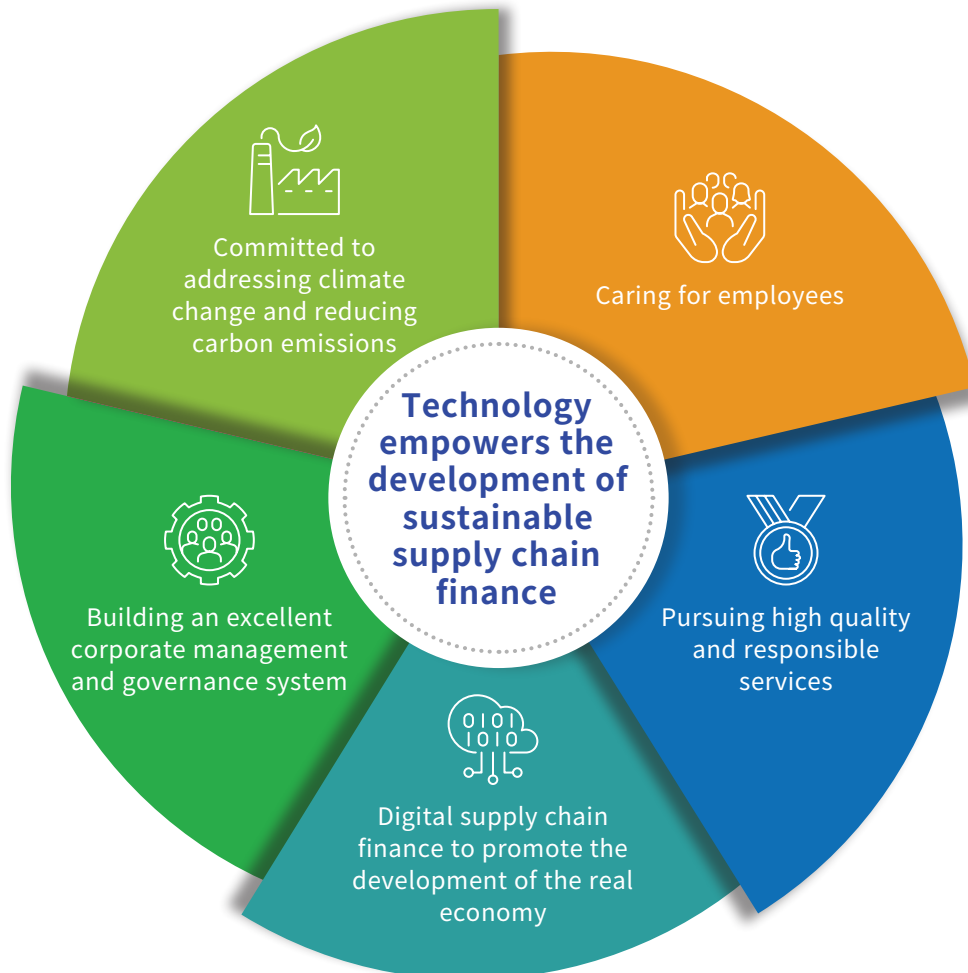 Committed to
addressing climate
change and reducing
carbon emissions
Caring for employees
Technology
empowers the
development of
sustainable
supply chain
finance
Building an excellent
corporate management
and governance system
Pursuing high quality
and responsible
services
0101
1010
Digital supply chain
finance to promote the
development of the real
economy